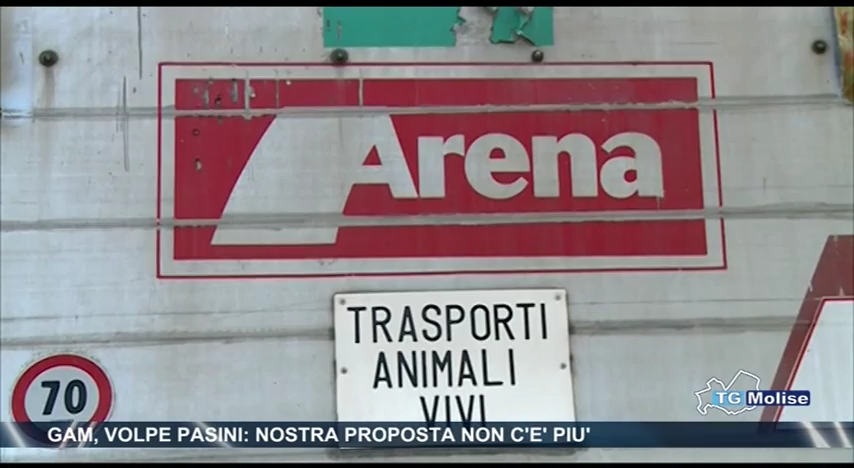 Arena
TRASPORTI
ANIMALI
VIVI
70
TG Molise
GAM, VOLPE PASINI: NOSTRA PROPOSTA NON C'E' PIU'